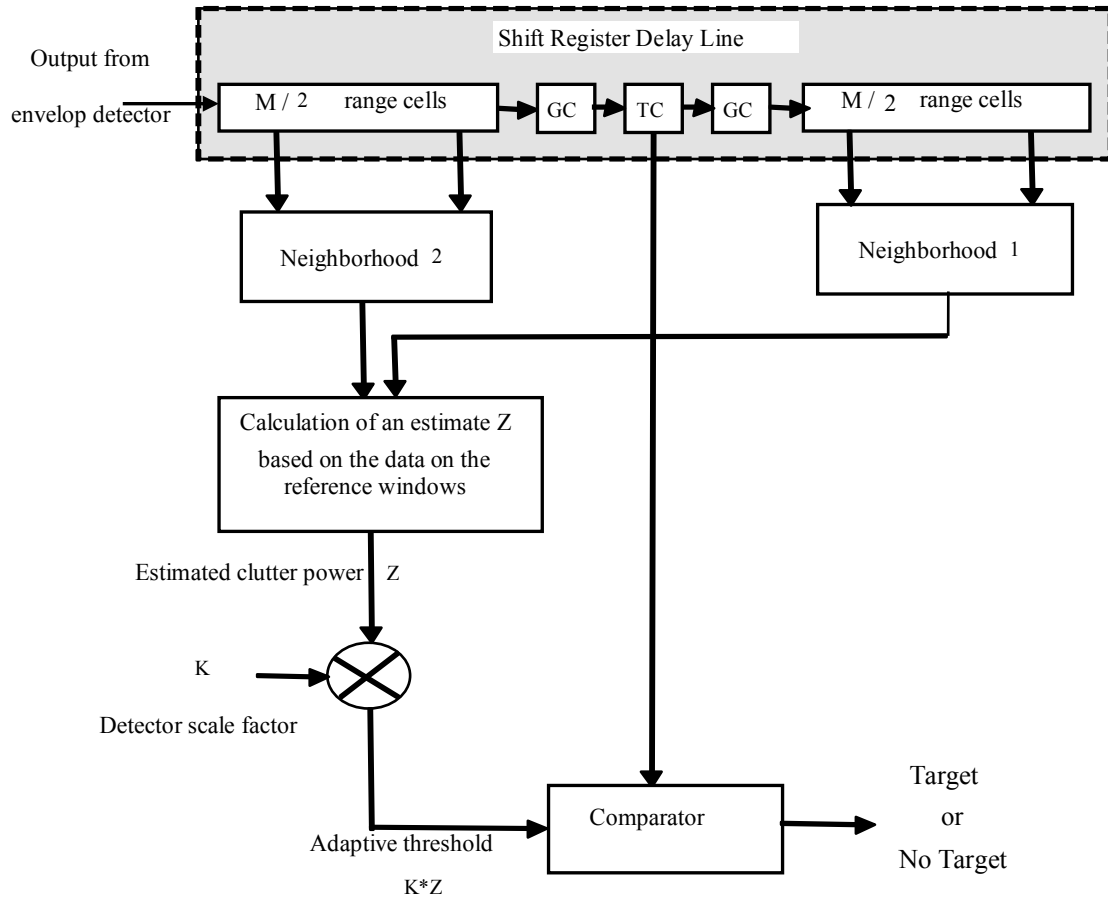 Shift Register Delay Line
Output from
envelop detector
M / 2 range cells
GC
TC
GC
M / 2 range cells
Neighborhood 2
Neighborhood 1
Calculation of an estimate Z
based on the data on the
reference windows
Estimated clutter power Z
K
Detector scale factor
Adaptive threshold
K*Z
Comparator
Target
or
No Target